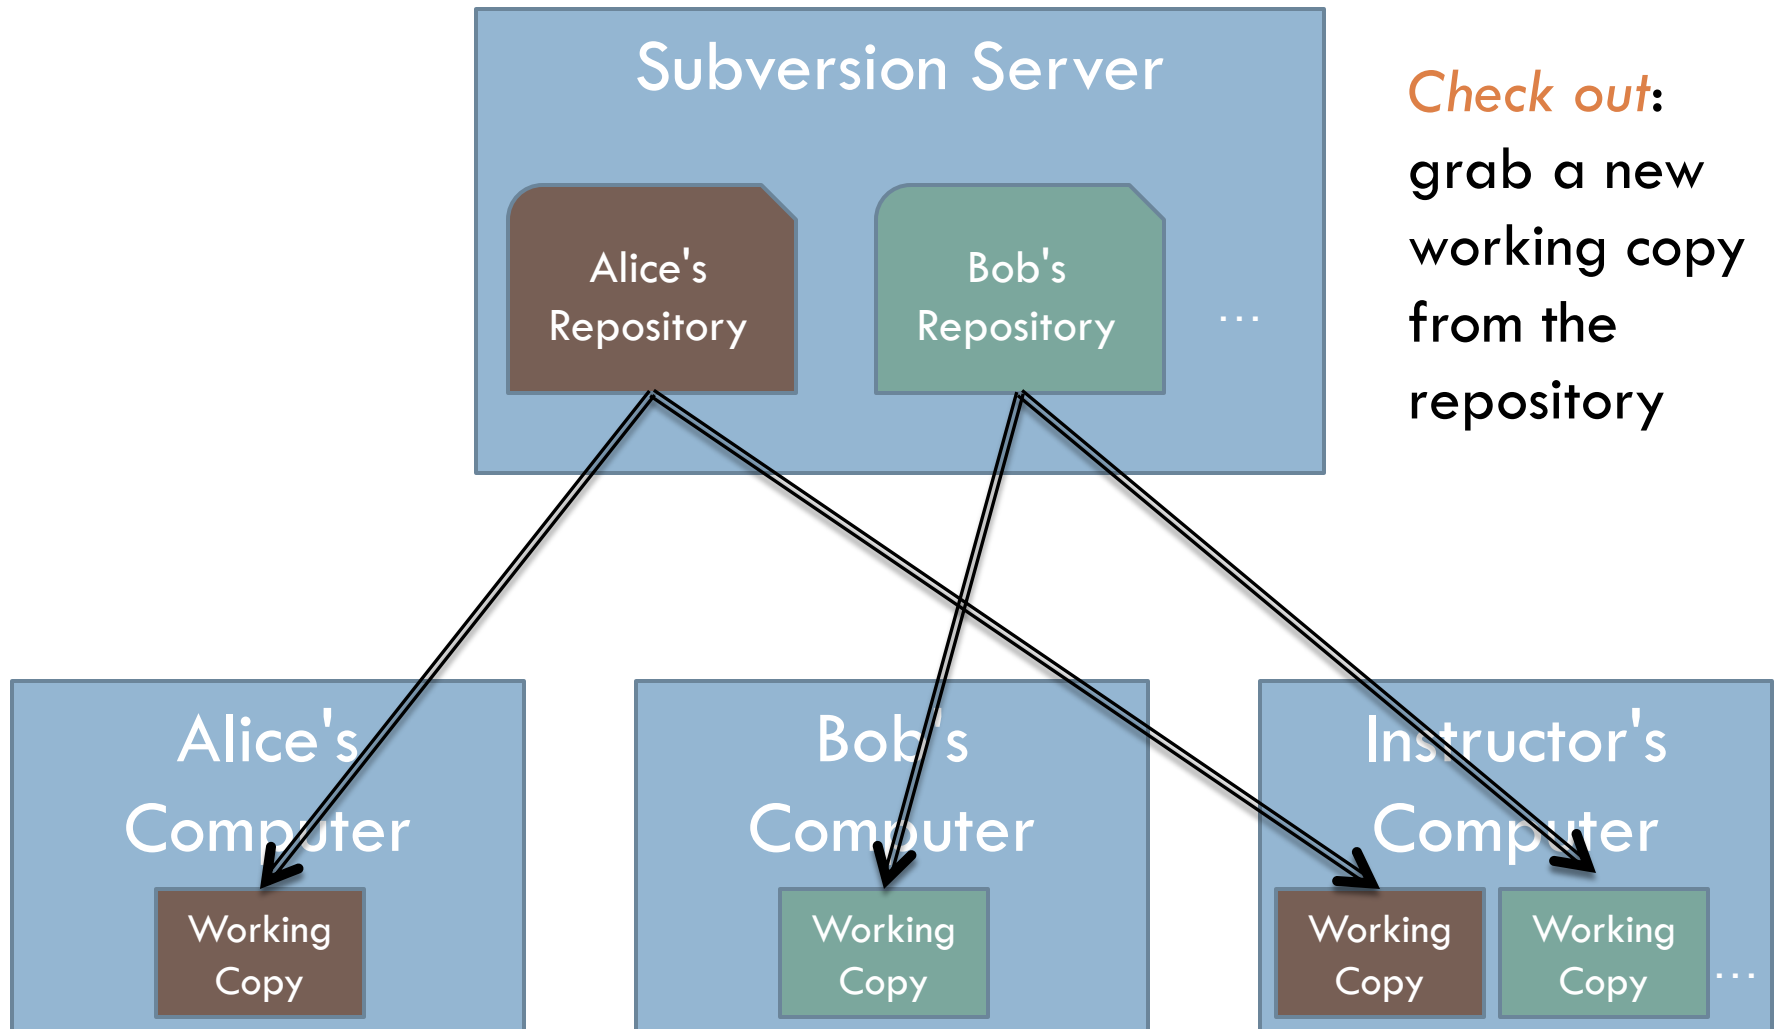 Subversion Server
Check out:
grab a new
working copy
from the
repository
Alice's
Repository
Bob's
Repository
...
Alice's
Computer
Working
Copy
Bob's
Computer
Working
Copy
Instructor's
Computer
Working
Copy
Working
Copy
...